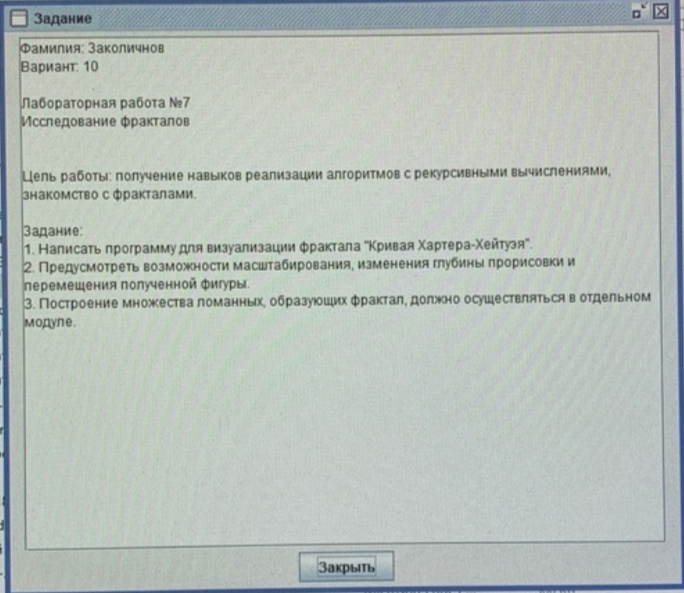 Задание
Фамилия: Заколичнов
Вариант: 10
Лабораторная работа №7
Исследование фракталов
Цель работы: получение навыков реализации алгоритмов с рекурсивными вычислениями,
знакомство с фракталами.
Задание:
1. Написать программу для визуализации фрактала "Кривая Хартера-Хейтуэя".
2. Предусмотреть возможности масштабирования, изменения глубины прорисовки и
перемещения полученной фигуры.
3. Построение множества ломанных, образующих фрактал, должно осуществляться в отдельном
модуле.
Закрыть